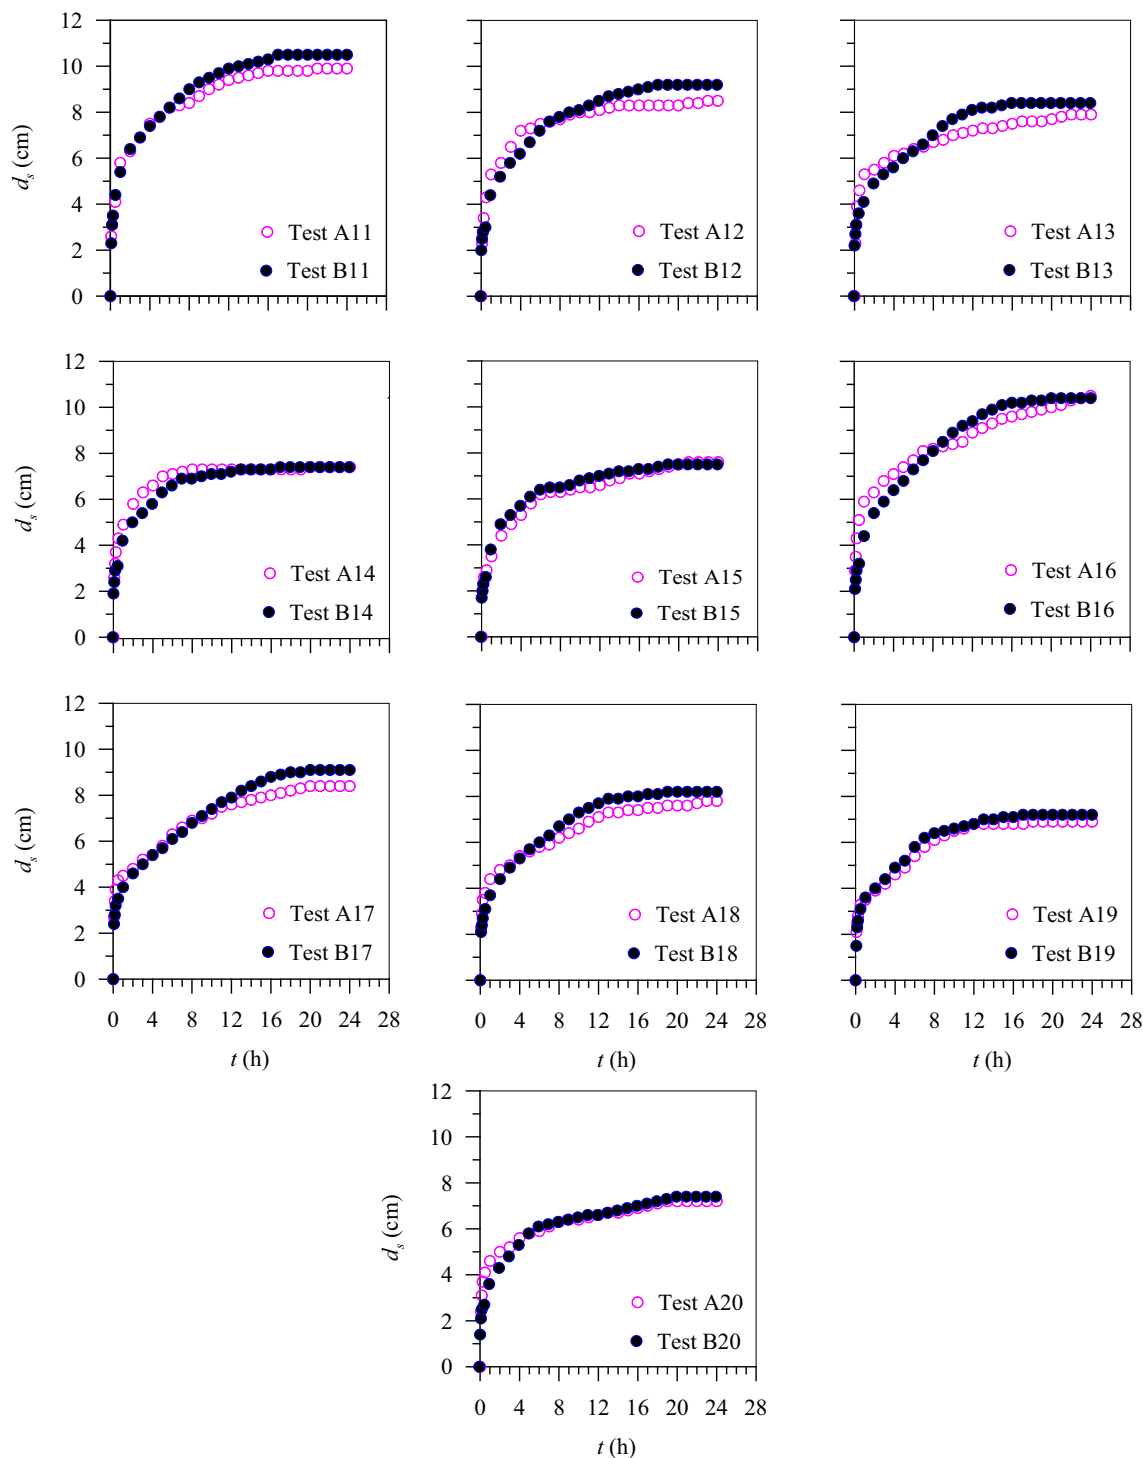 12
10
8
6
4
2
0
d_s (cm)
Test A11
Test B11
Test A12
Test B12
Test A13
Test B13
12
10
8
6
4
2
0
d_s (cm)
Test A14
Test B14
Test A15
Test B15
Test A16
Test B16
12
10
8
6
4
2
0
d_s (cm)
Test A17
Test B17
Test A18
Test B18
Test A19
Test B19
0 4 8 12 16 20 24 28
0 4 8 12 16 20 24 28
0 4 8 12 16 20 24 28
t (h)
t (h)
t (h)
12
10
8
6
4
2
0
d_s (cm)
Test A20
Test B20
0 4 8 12 16 20 24 28
t (h)